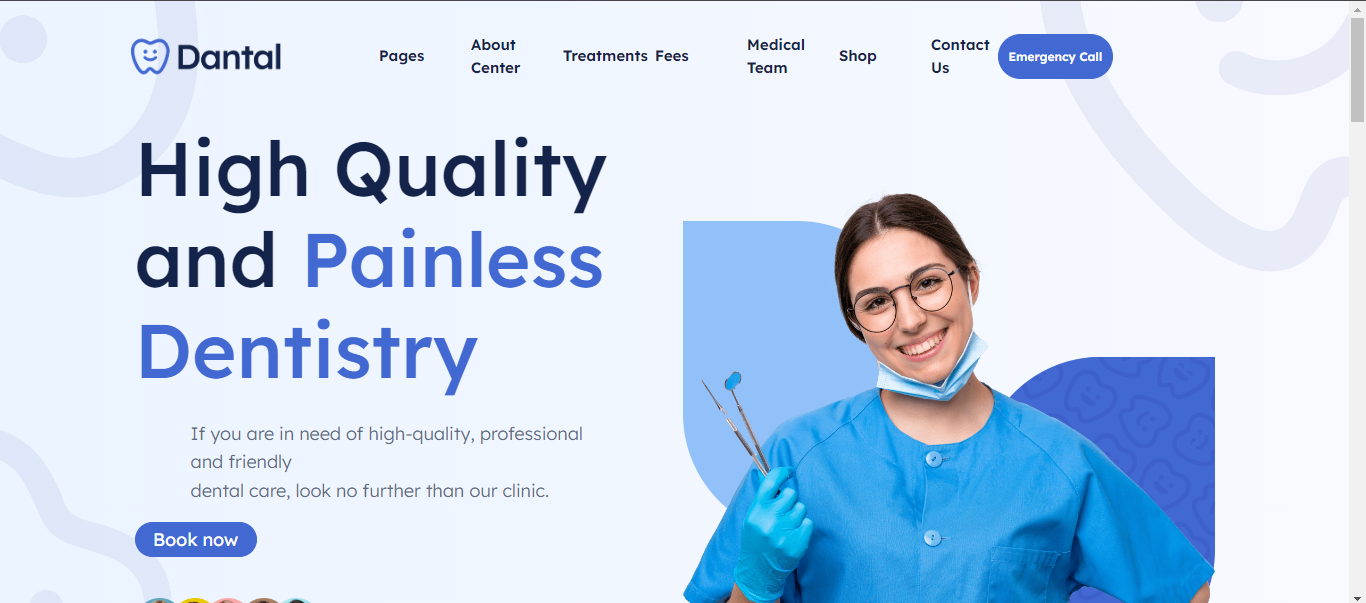 Dantal
Pages
About
Center
Treatments
Fees
Medical
Team
Shop
Contact
Us
Emergency Call
High Quality
and Painless
Dentistry
If you are in need of high-quality, professional
and friendly
dental care, look no further than our clinic.
Book now